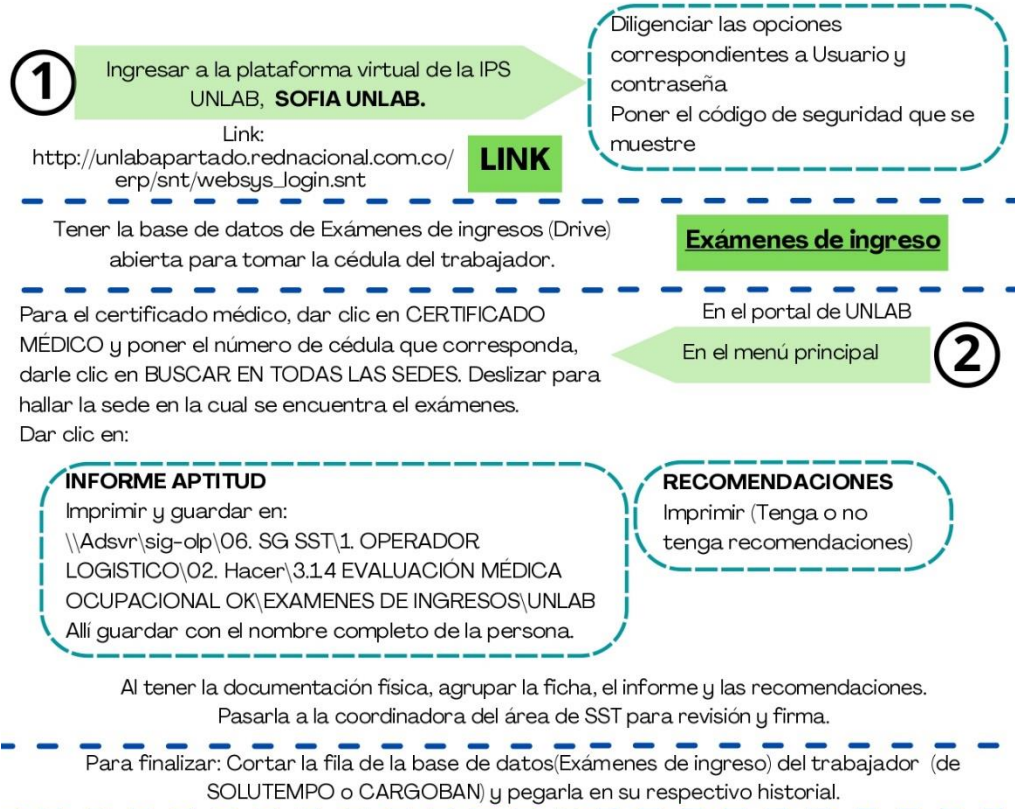 1
Ingresar a la plataforma virtual de la IPS
UNLAB, SOFIA UNLAB.
Link:
http://unlabapartado.rednacional.com.co/
erp/snt/websys_login.snt
LINK
Diligenciar las opciones
correspondientes a Usuario y
contraseña
Poner el código de seguridad que se
muestre
Tener la base de datos de Exámenes de ingresos (Drive)
abierta para tomar la cédula del trabajador.
Exámenes de ingreso
En el portal de UNLAB
En el menú principal
2
Para el certificado médico, dar clic en CERTIFICADO
MÉDICO y poner el número de cédula que corresponda,
darle clic en BUSCAR EN TODAS LAS SEDES. Deslizar para
hallar la sede en la cual se encuentra el exámenes.
Dar clic en:
INFORME APTITUD
Imprimir y guardar en:
\\Adsvr\sig-olp\06. SG SST\1. OPERADOR
LOGISTICO\02. Hacer\3.1.4 EVALUACIÓN MÉDICA
OCUPACIONAL OK\EXAMENES DE INGRESOS\UNLAB
Allí guardar con el nombre completo de la persona.
RECOMENDACIONES
Imprimir (Tenga o no
tenga recomendaciones)
Al tener la documentación física, agrupar la ficha, el informe y las recomendaciones.
Pasarla a la coordinadora del área de SST para revisión y firma.
Para finalizar: Cortar la fila de la base de datos(Exámenes de ingreso) del trabajador (de
SOLUTEMPO o CARGOBAN) y pegarla en su respectivo historial.